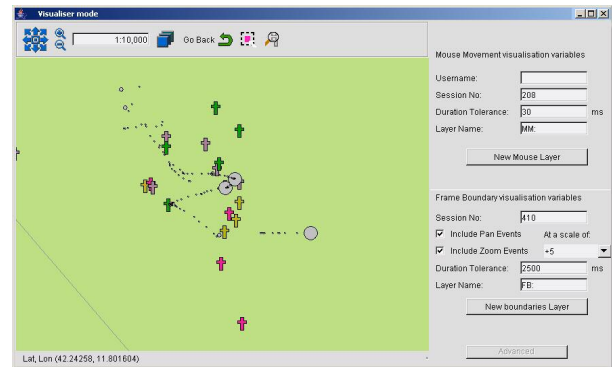 Visualiser mode
1:10,000
Go Back
Mouse Movement visualisation variables
Username:
Session No: 208
Duration Tolerance: 30 ms
Layer Name: MM:
New Mouse Layer
Frame Boundary visualisation variables
Session No: 410
Include Pan Events At a scale of:
Include Zoom Events +5
Duration Tolerance: 2500 ms
Layer Name: FB:
New boundaries Layer
Advanced
Lat, Lon (42.24258, 11.801604)